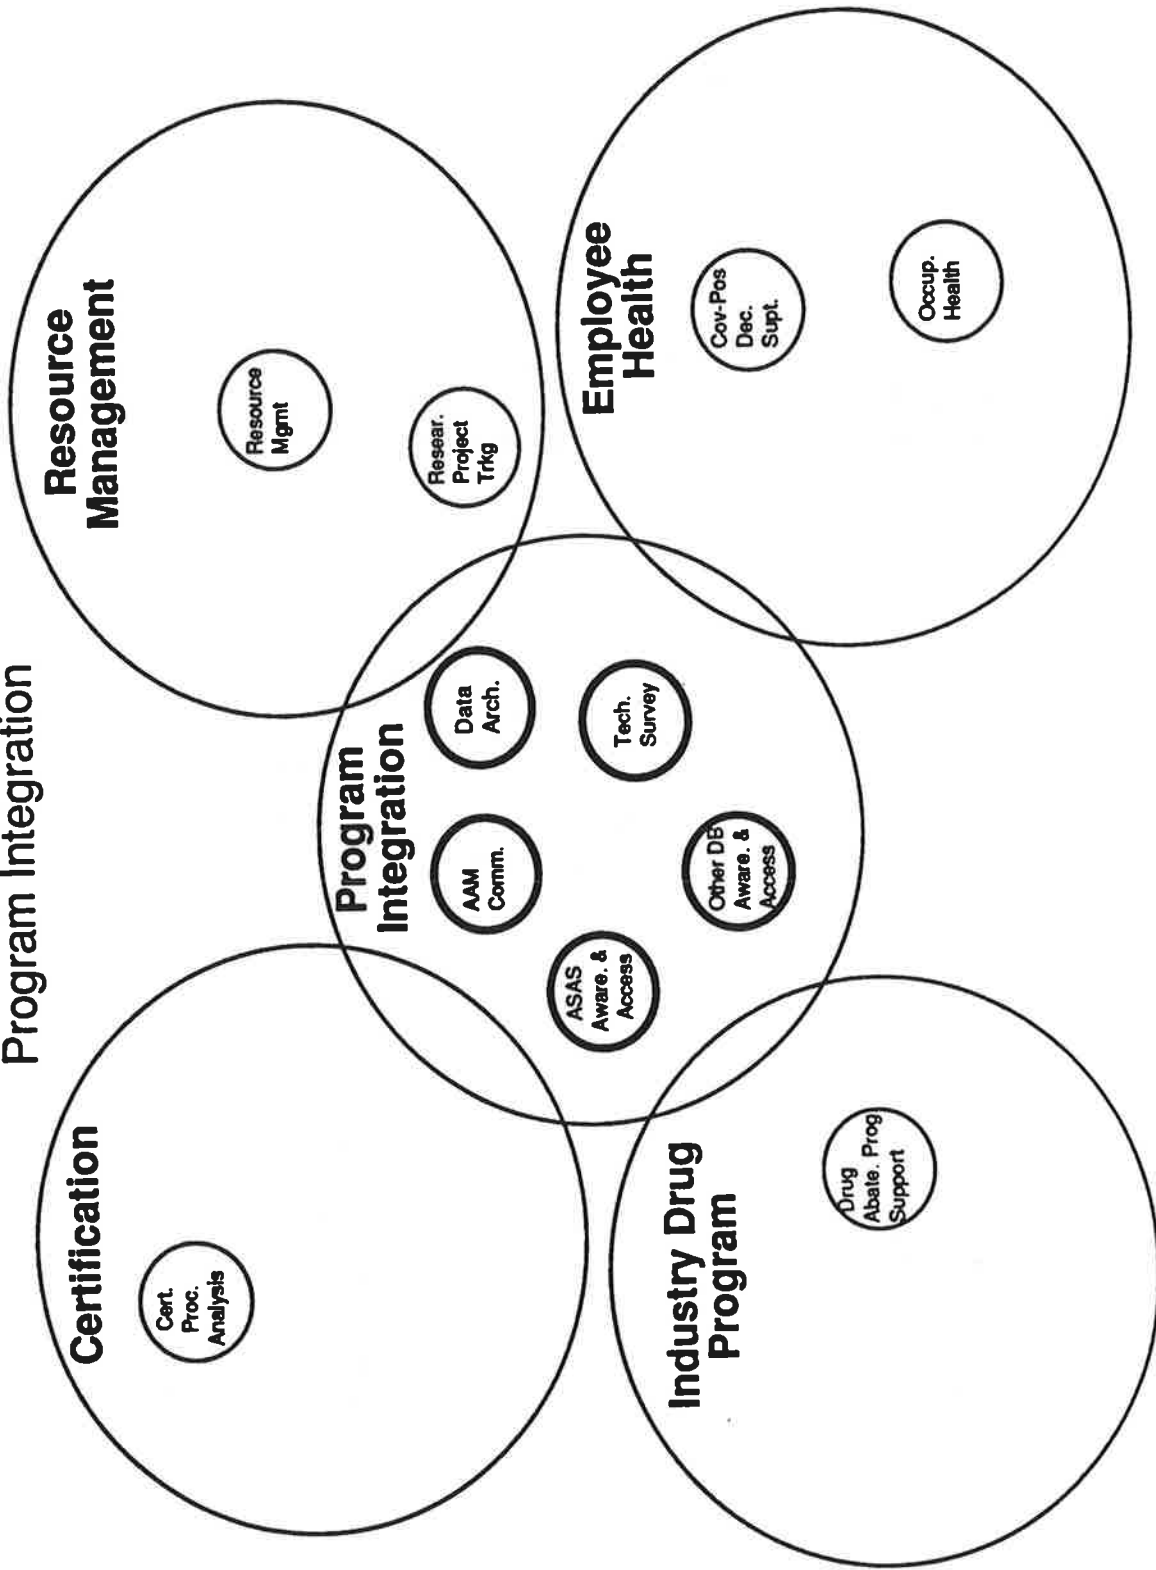 Program Integration
Certification
Cert.
Proc.
Analysis
Resource
Management
Resource
Mgmt
Resear.
Project
Trkg
Program
Integration
AAM
Comm.
Data
Arch.
ASAS
Aware. &
Access
Tech.
Survey
Other DB
Aware. &
Access
Industry Drug
Program
Drug
Abate. Prog
Support
Employee
Health
Cov-Pos
Dec.
Supt.
Occup.
Health